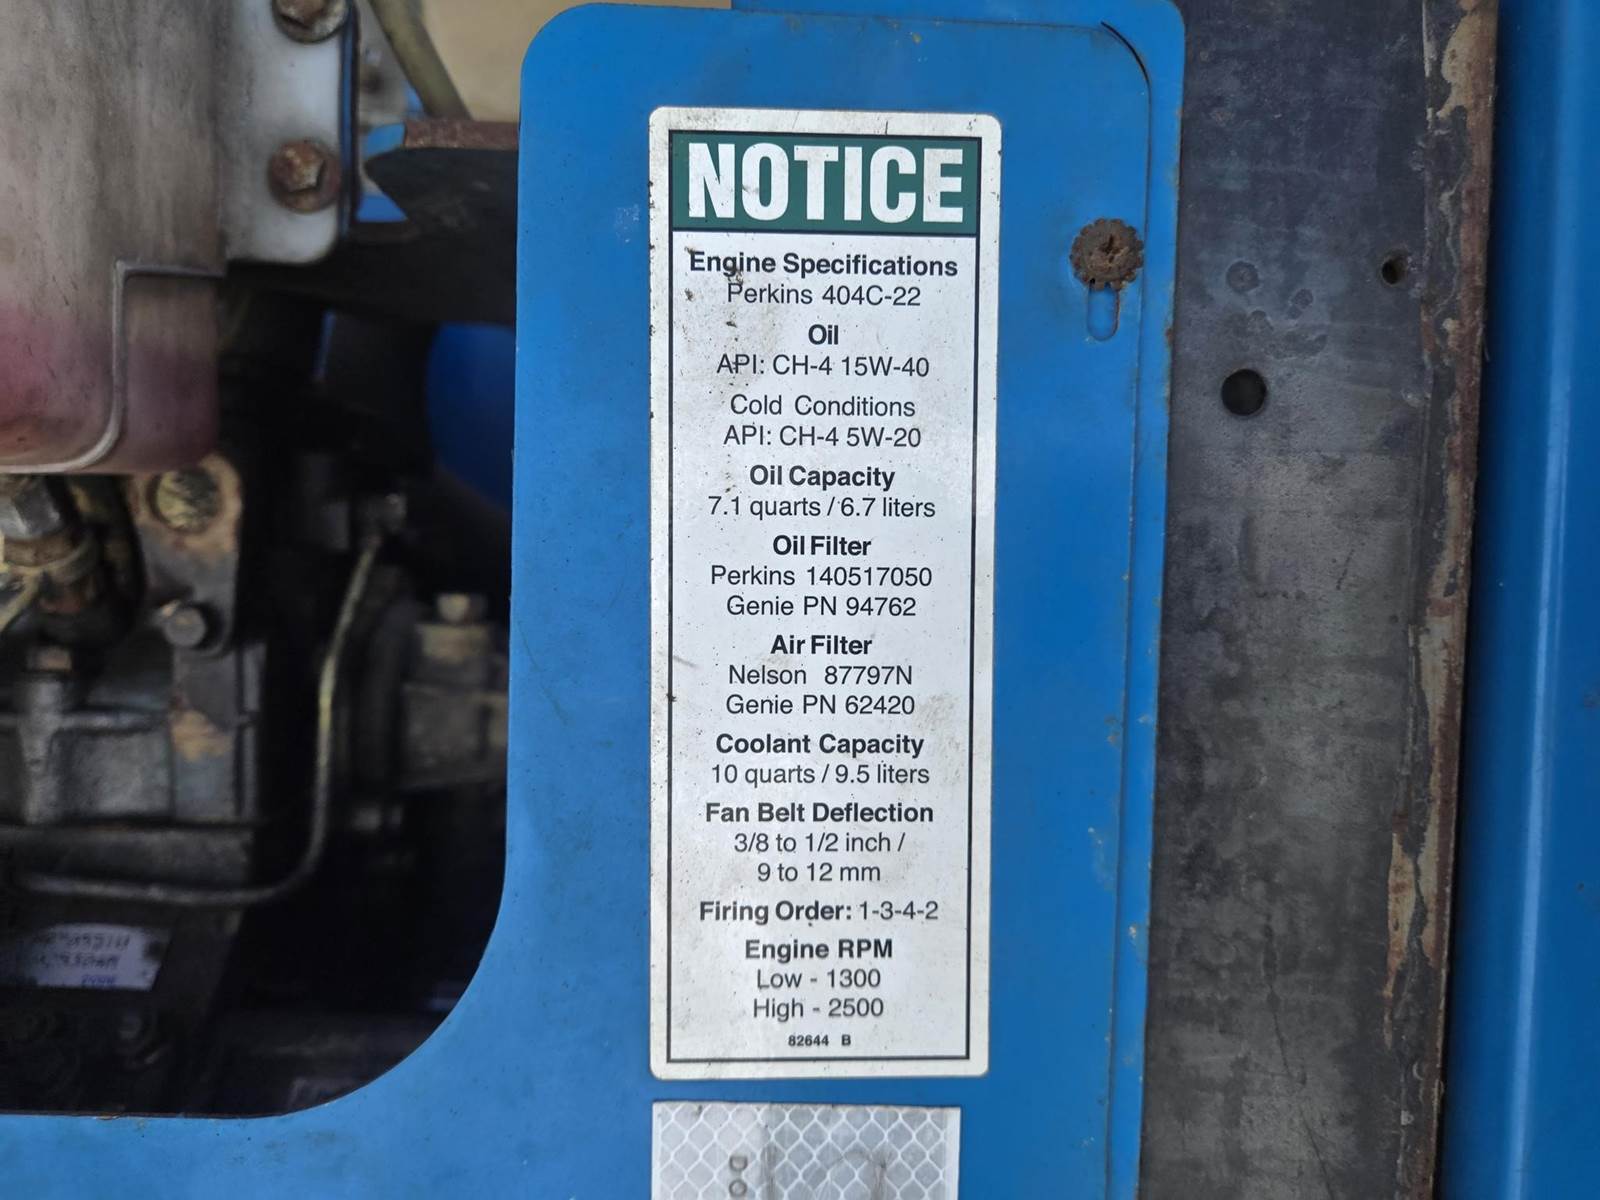 NOTICE
Engine Specifications
Perkins 404C-22
Oil
API: CH-4 15W-40
Cold Conditions
API: CH-4 5W-20
Oil Capacity
7.1 quarts / 6.7 liters
Oil Filter
Perkins 140517050
Genie PN 94762
Air Filter
Nelson 87797N
Genie PN 62420
Coolant Capacity
10 quarts / 9.5 liters
Fan Belt Deflection
3/8 to 1/2 inch /
9 to 12 mm
Firing Order: 1-3-4-2
Engine RPM
Low - 1300
High - 2500
82644 B
DO